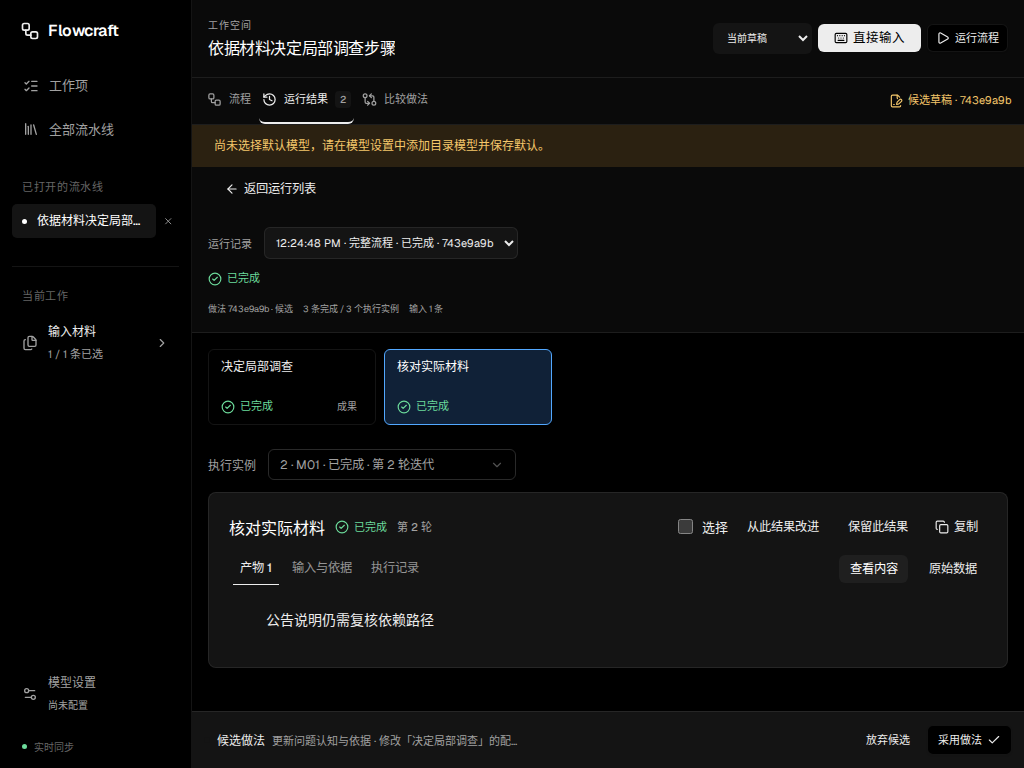 Flowcraft
工作项
全部流水线
已打开的流水线
依据材料决定局部...
当前工作
输入材料
1 / 1 条已选
模型设置
尚未配置
实时同步
工作空间
依据材料决定局部调查步骤
当前草稿
直接输入
运行流程
流程
运行结果 2
比较做法
候选草稿 · 743e9a9b
尚未选择默认模型，请在模型设置中添加目录模型并保存默认。
返回运行列表
运行记录
12:24:48 PM · 完整流程 · 已完成 · 743e9a9b
已完成
做法 743e9a9b · 候选 3 条完成 / 3 个执行实例 输入 1 条
决定局部调查
已完成 成果
核对实际材料
已完成
执行实例
2 · M01 · 已完成 · 第 2 轮迭代
核对实际材料 已完成 第 2 轮
选择 从此结果改进 保留此结果 复制
产物 1 输入与依据 执行记录
查看内容 原始数据
公告说明仍需复核依赖路径
候选做法 更新问题认知与依据 · 修改「决定局部调查」的配...
放弃候选 采用做法